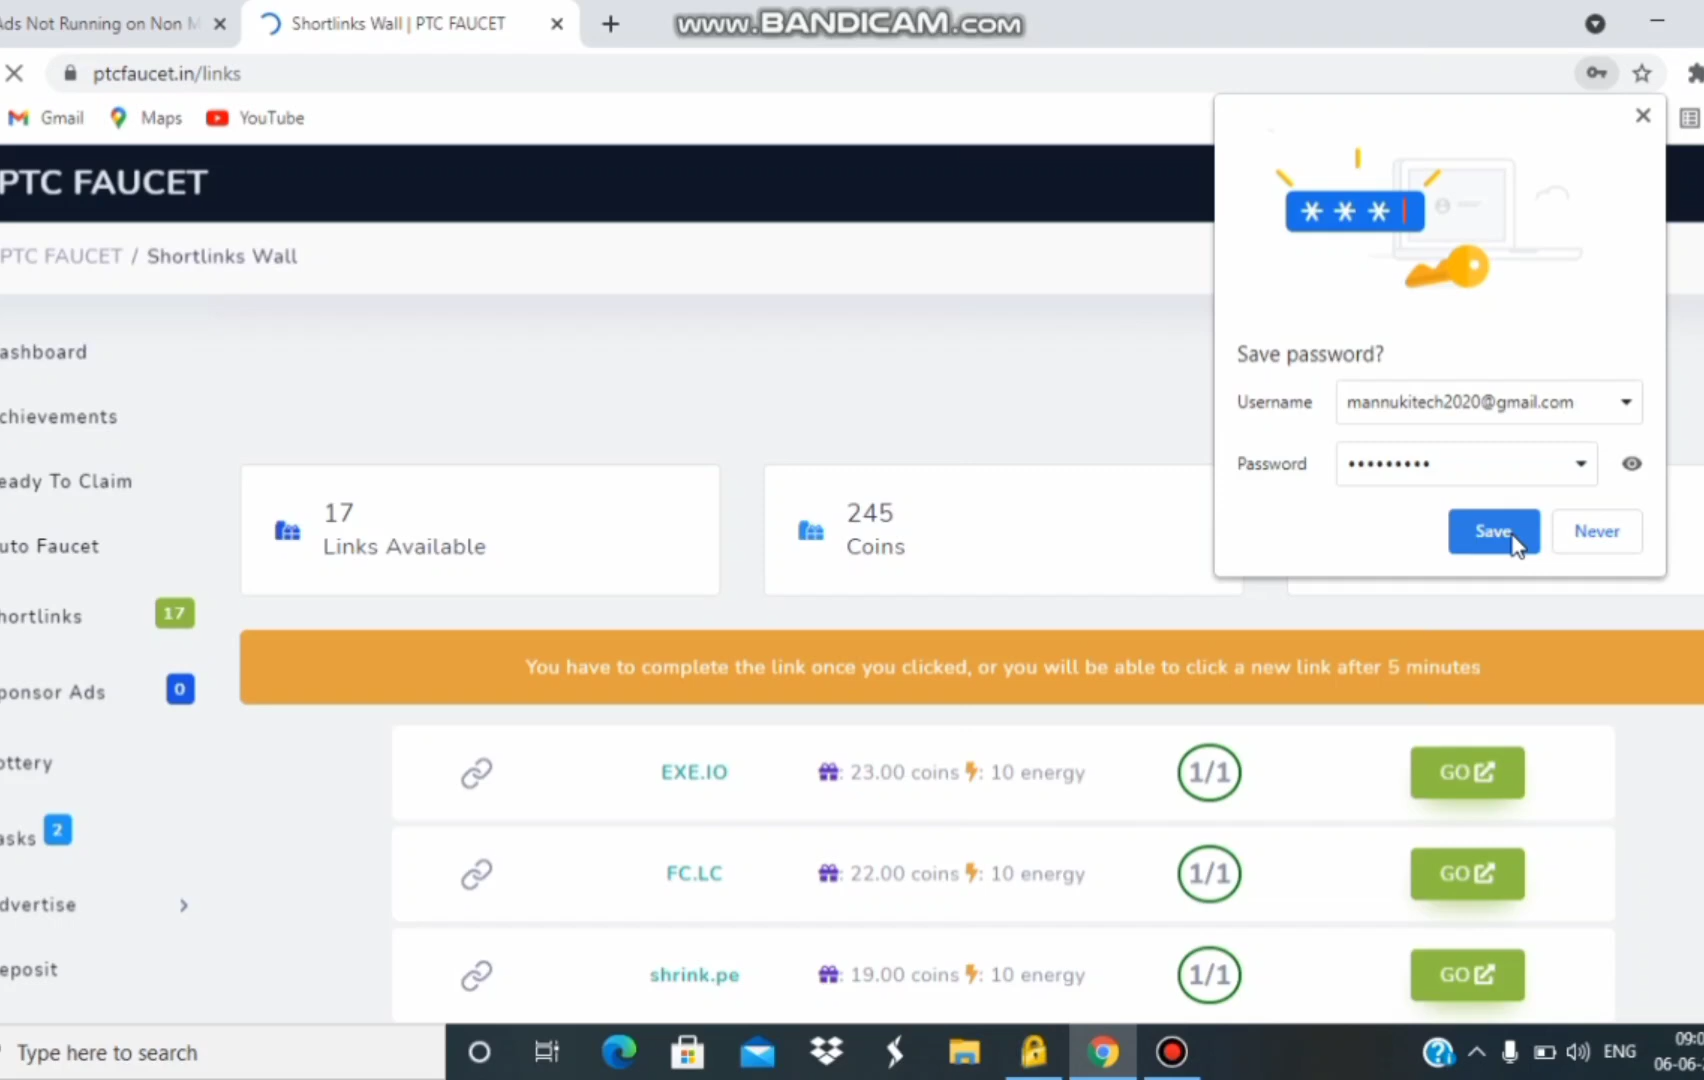 Ads Not Running on Non M
Shortlinks Wall | PTC FAUCET
www.BANDICAM.com
ptcfaucet.in/links
Gmail
Maps
YouTube
PTC FAUCET
PTC FAUCET / Shortlinks Wall
ashboard
chievements
eady To Claim
uto Faucet
hortlinks 17
ponsor Ads 0
ottery
asks 2
dvertise
eposit
17
Links Available
245
Coins
Save password?
Username mannukitech2020@gmail.com
Password •••••••••
Save
Never
You have to complete the link once you clicked, or you will be able to click a new link after 5 minutes
EXE.IO : 23.00 coins : 10 energy 1/1 GO
FC.LC : 22.00 coins : 10 energy 1/1 GO
shrink.pe : 19.00 coins : 10 energy 1/1 GO
Type here to search
ENG
09:0
06-06-